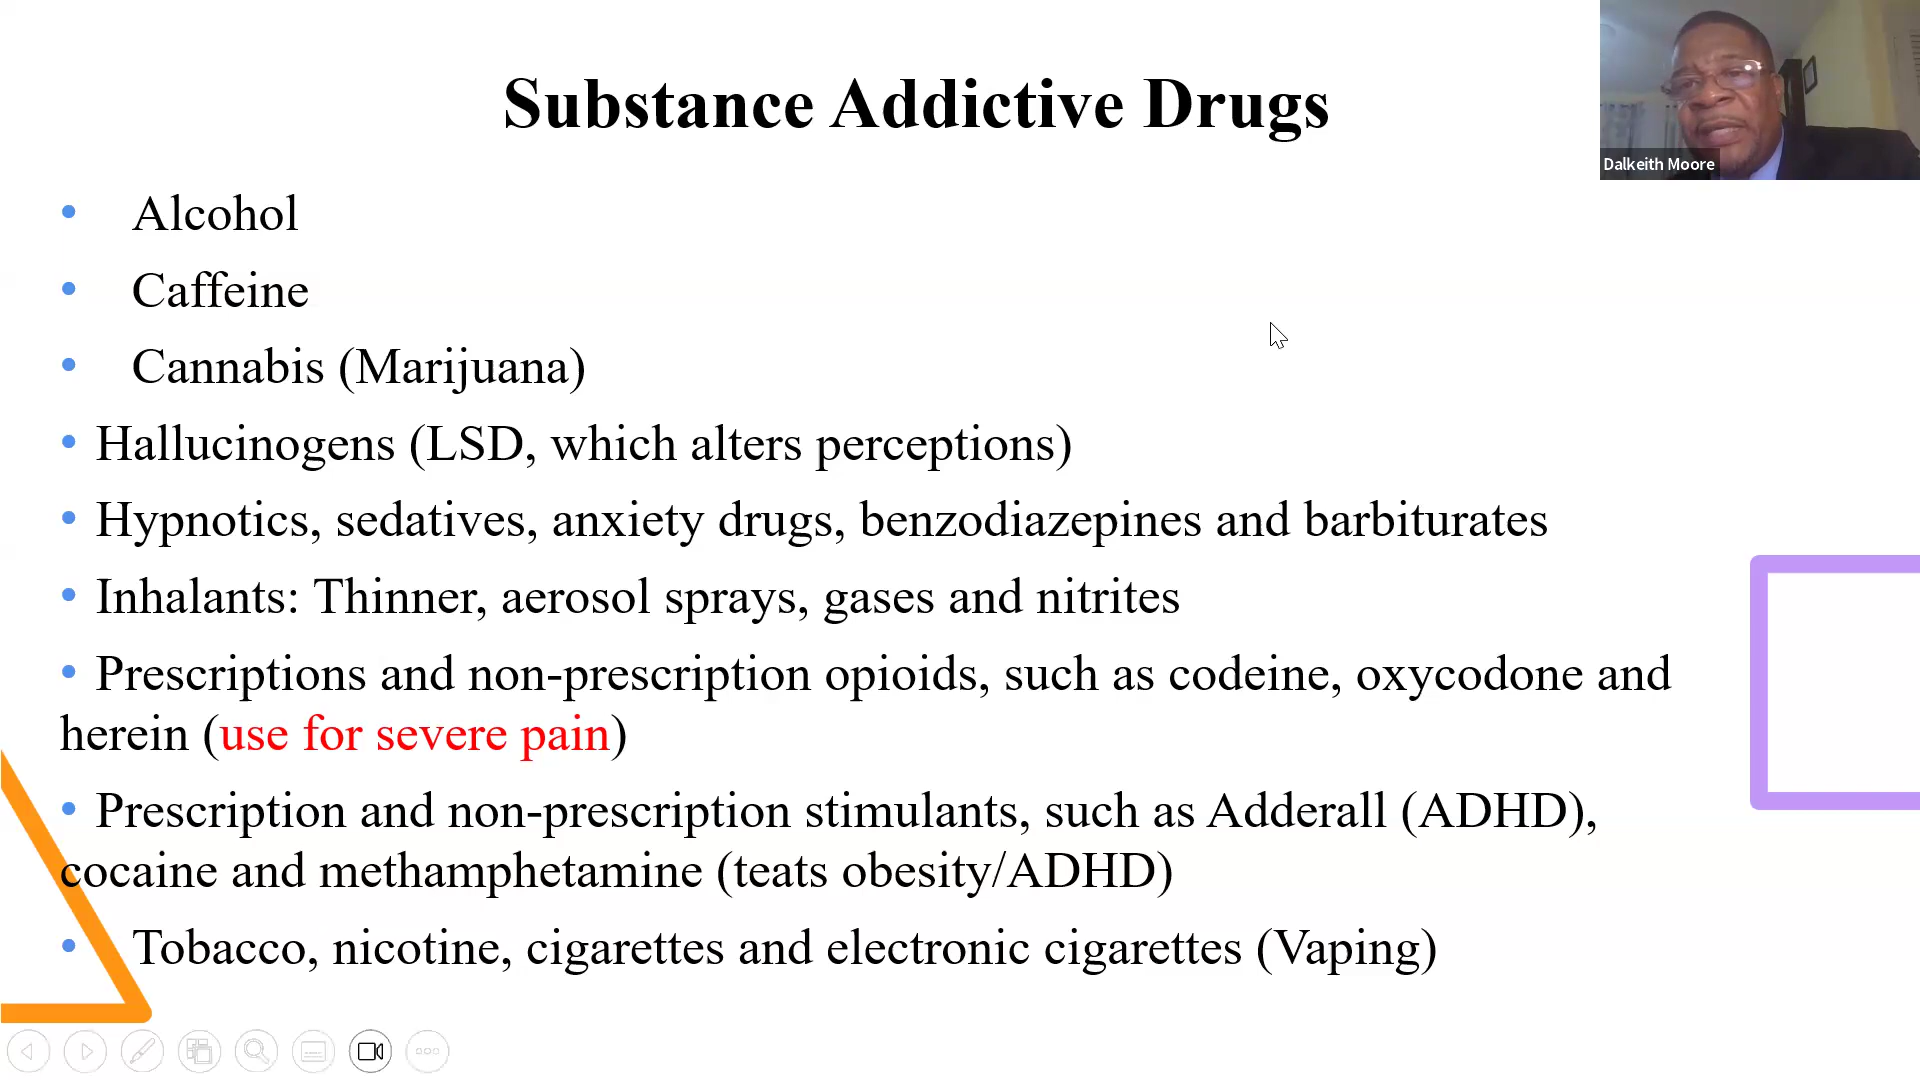 Substance Addictive Drugs
Dalkeith Moore
• Alcohol
• Caffeine
• Cannabis (Marijuana)
• Hallucinogens (LSD, which alters perceptions)
• Hypnotics, sedatives, anxiety drugs, benzodiazepines and barbiturates
• Inhalants: Thinner, aerosol sprays, gases and nitrites
• Prescriptions and non-prescription opioids, such as codeine, oxycodone and
herein (use for severe pain)
• Prescription and non-prescription stimulants, such as Adderall (ADHD),
cocaine and methamphetamine (teats obesity/ADHD)
• Tobacco, nicotine, cigarettes and electronic cigarettes (Vaping)